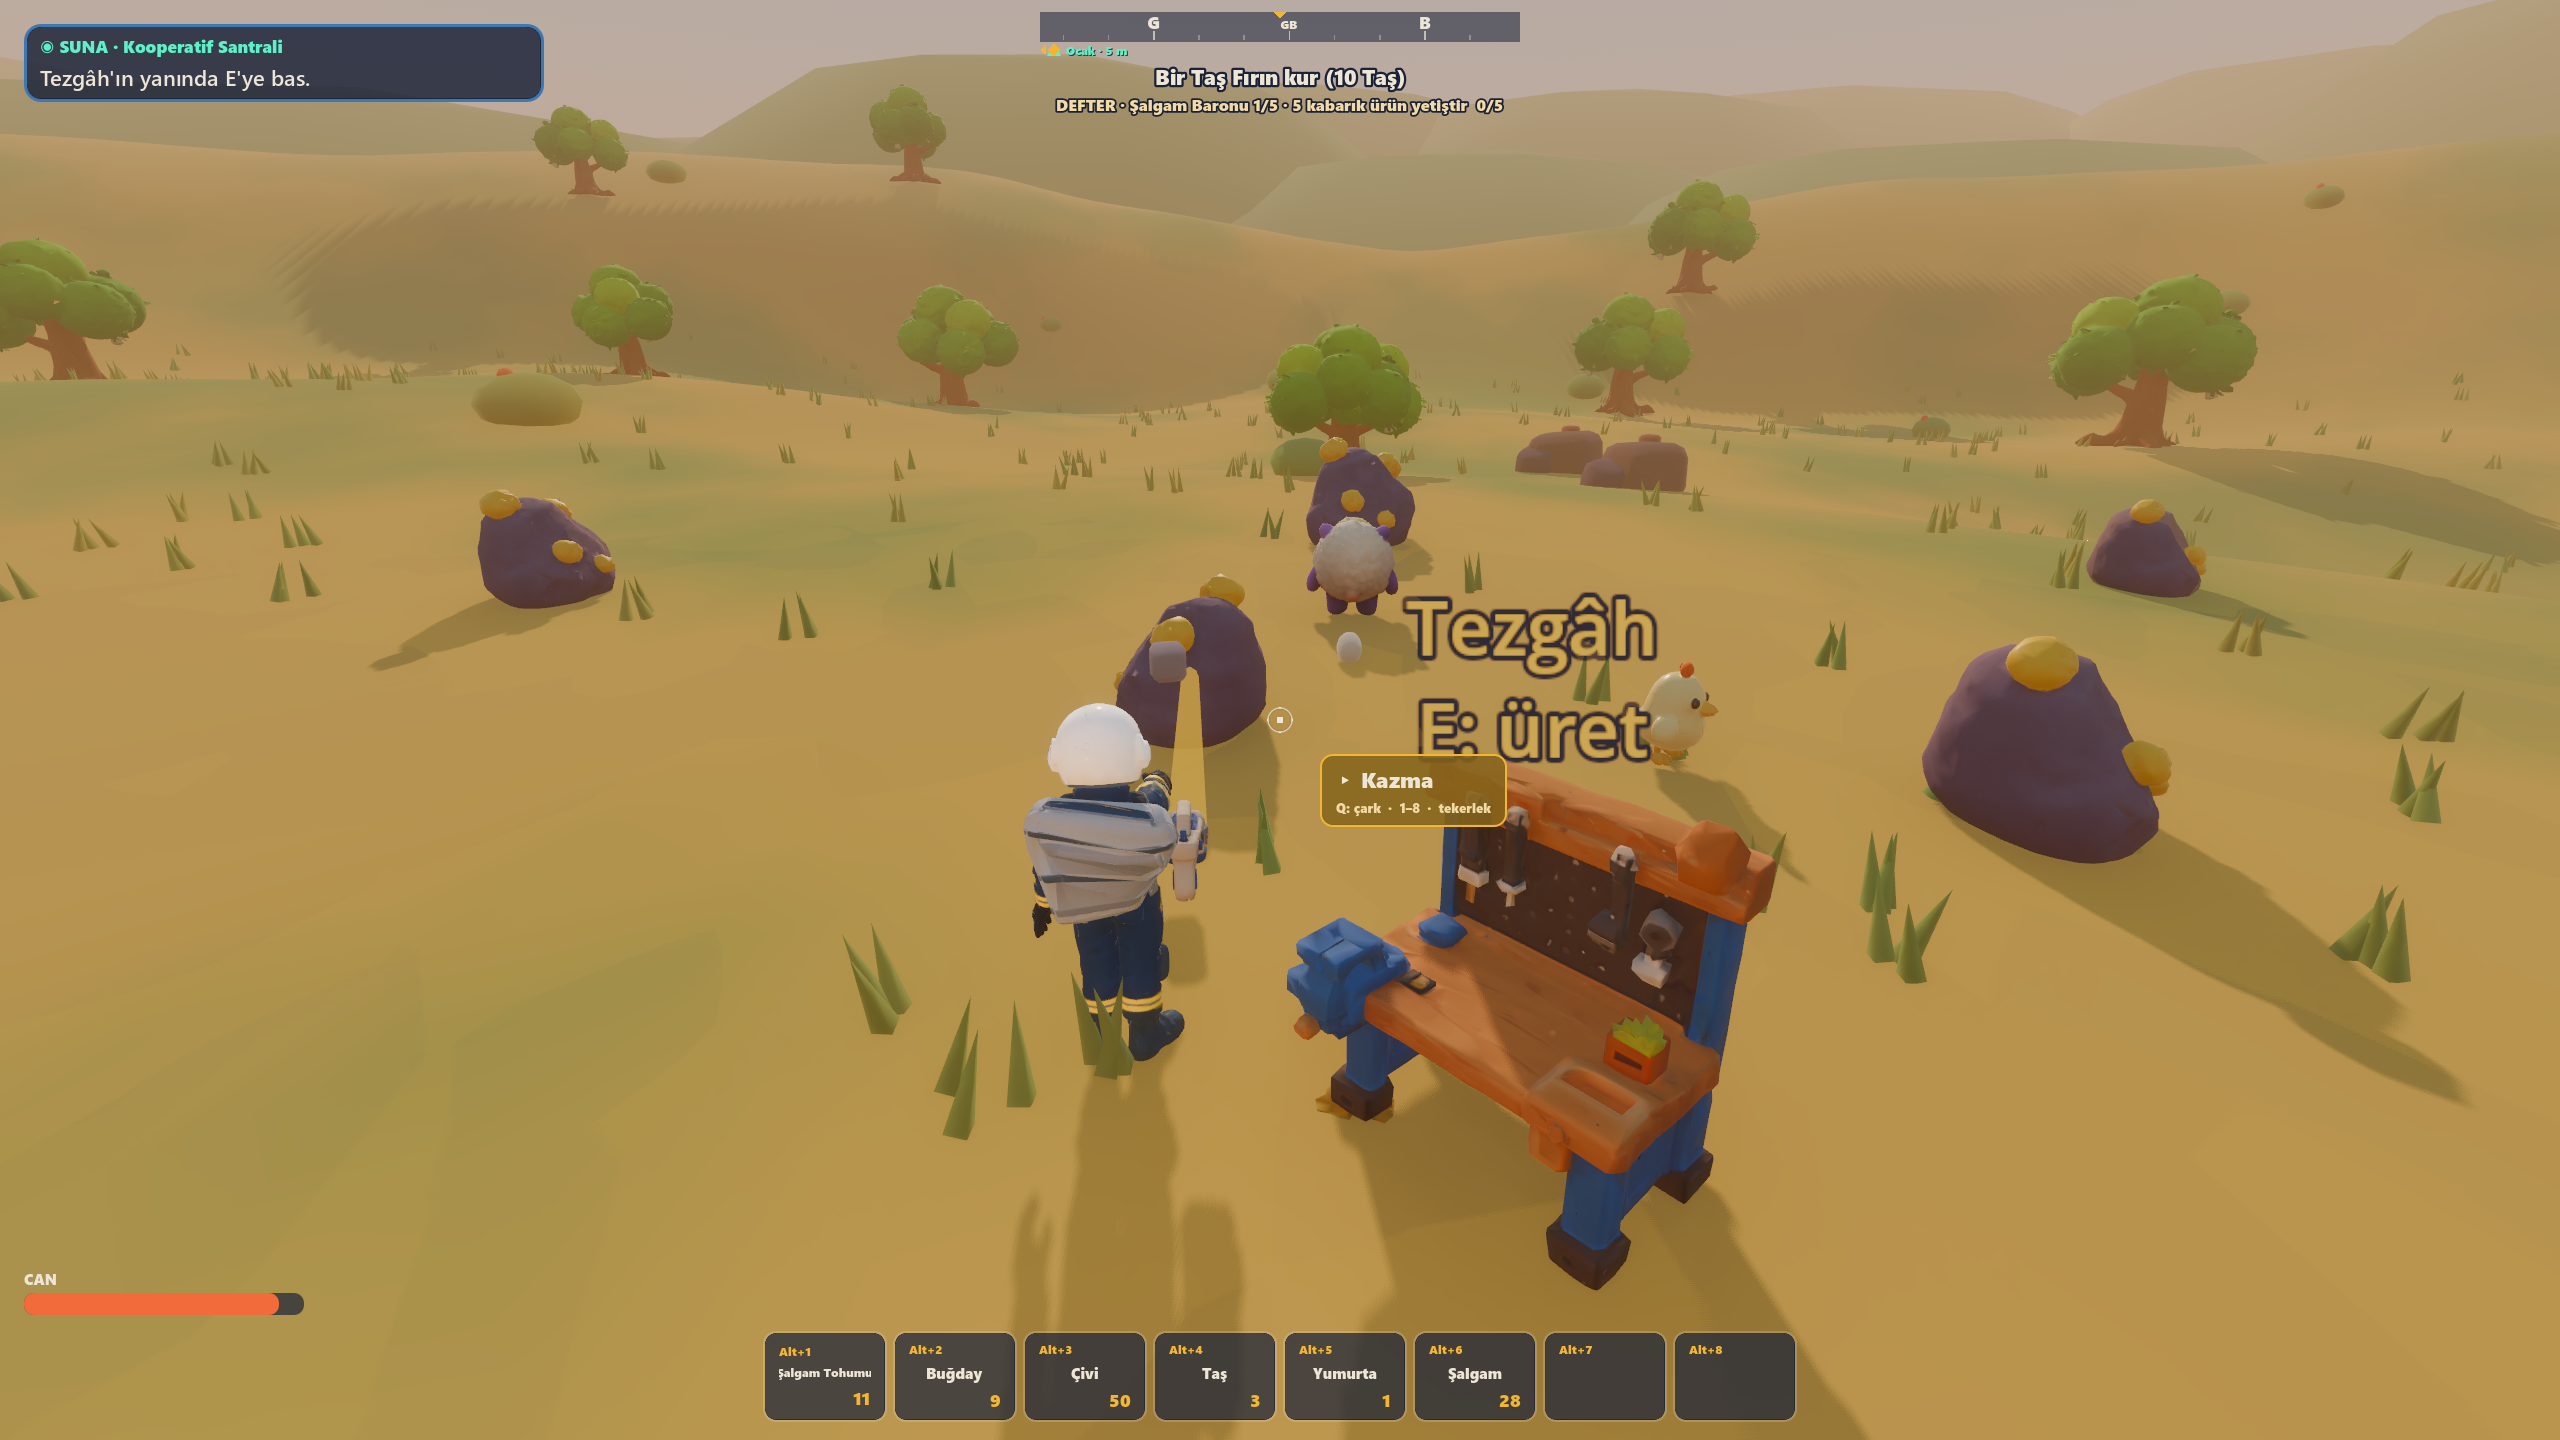 SUNA · Kooperatif Santrali
Tezgâh'ın yanında E'ye bas.
G
GB
B
Ocak · 5 m
Bir Taş Fırın kur (10 Taş)
DEFTER · Şalgam Baronu 1/5 · 5 kabarık ürün yetiştir 0/5
Tezgâh
E: üret
▸ Kazma
Q: çark · 1–8 · tekerlek
CAN
Alt+1
Şalgam Tohumu
11
Alt+2
Buğday
9
Alt+3
Çivi
50
Alt+4
Taş
3
Alt+5
Yumurta
1
Alt+6
Şalgam
28
Alt+7
Alt+8